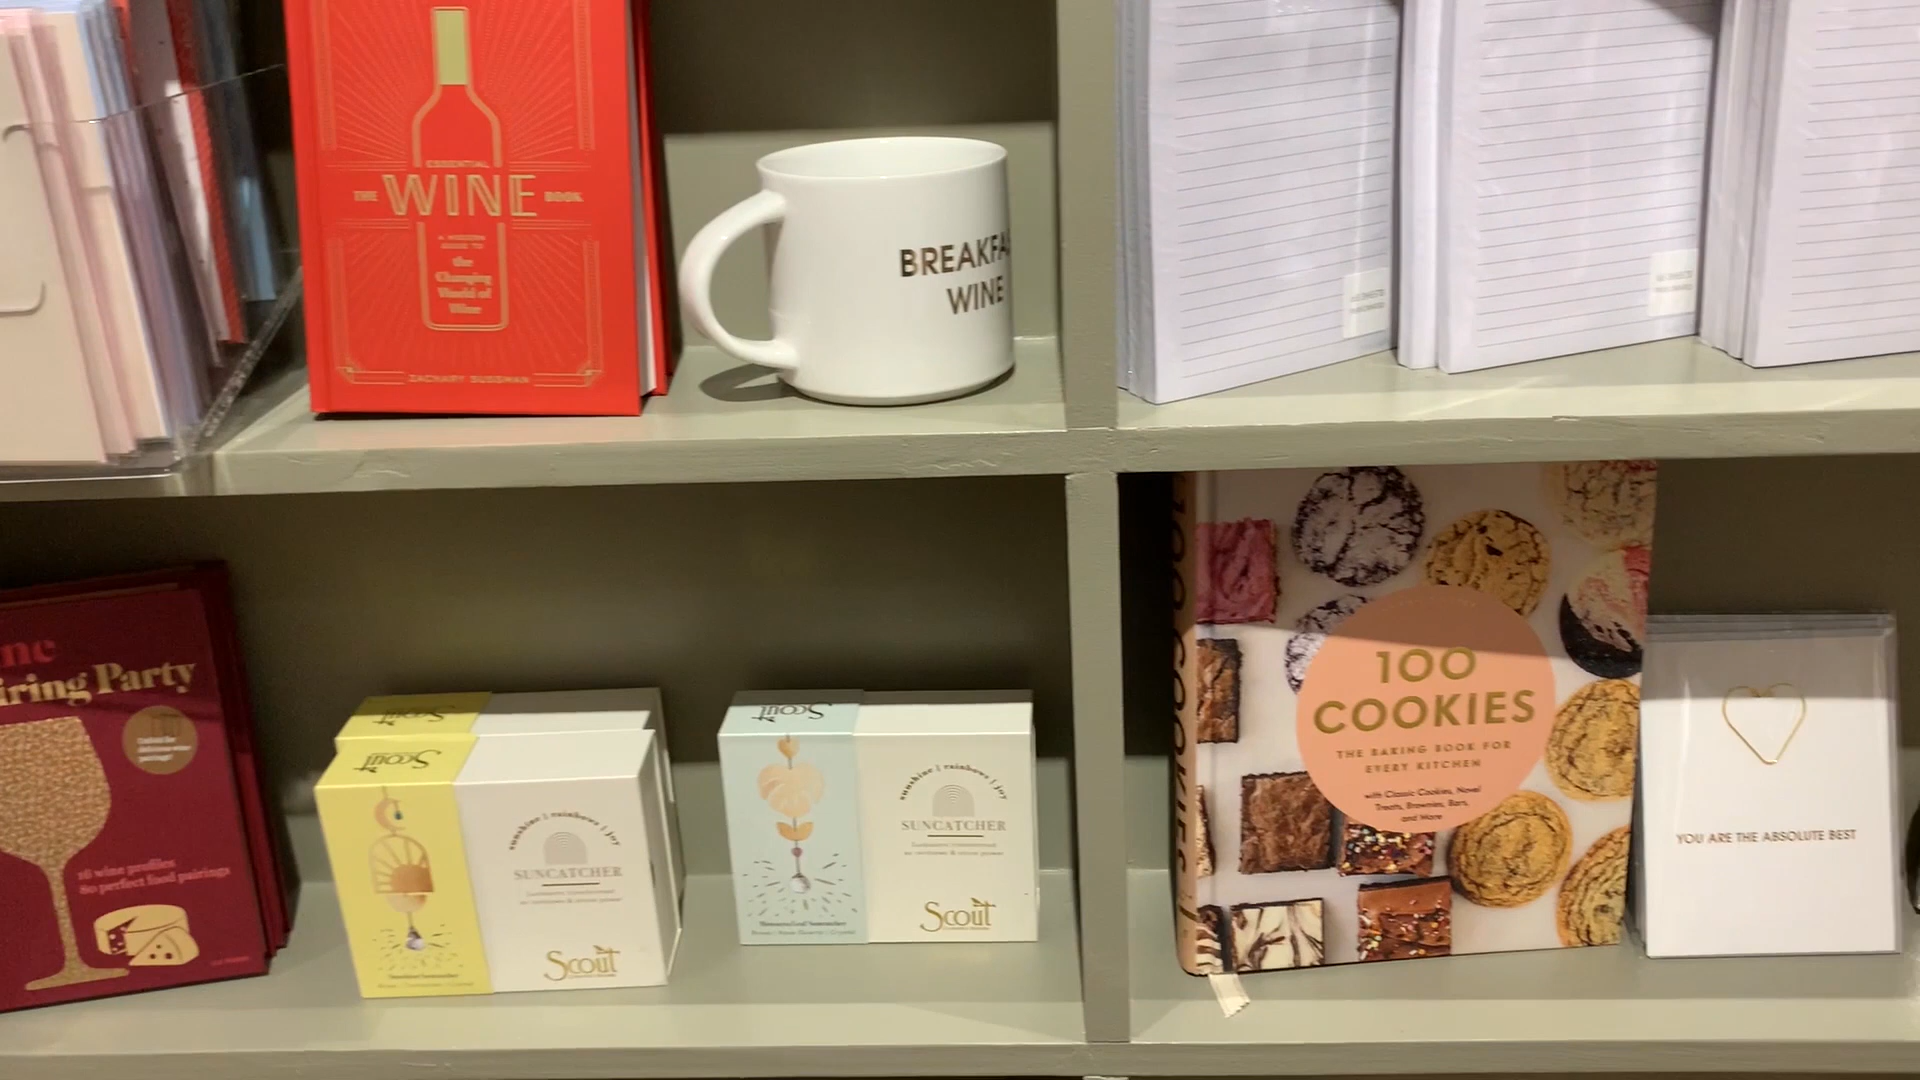 ESSENTIAL
THE WINE BOOK
A MODERN
GUIDE TO
the
Changing
World of
Wine
ZACHARY SUSSMAN
BREAKFA
WINE
ne
iring Party
16 wine profiles
80 perfect food pairings
Scout
Scout
sunshine | rainbows | joy
SUNCATCHER
Scout
Scout
sunshine | rainbows | joy
SUNCATCHER
Scout
100 COOKIES
100
COOKIES
THE BAKING BOOK FOR
EVERY KITCHEN
with Classic Cookies, Novel
Treats, Brownies, Bars,
and More
YOU ARE THE ABSOLUTE BEST